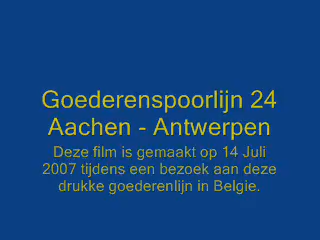 Goederenspoorlijn 24
Aachen - Antwerpen
Deze film is gemaakt op 14 Juli
2007 tijdens een bezoek aan deze
drukke goederenlijn in Belgie.